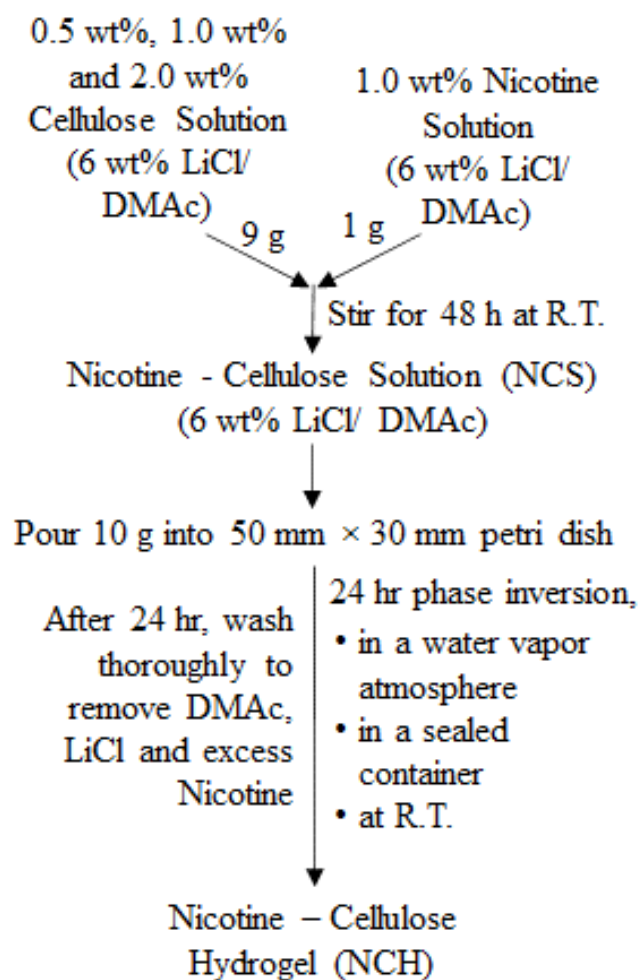 0.5 wt%, 1.0 wt%
and 2.0 wt%
Cellulose Solution
(6 wt% LiCl/
DMAc)
1.0 wt% Nicotine
Solution
(6 wt% LiCl/
DMAc)
9 g
1 g
Stir for 48 h at R.T.
Nicotine - Cellulose Solution (NCS)
(6 wt% LiCl/ DMAc)
Pour 10 g into 50 mm × 30 mm petri dish
After 24 hr, wash
thoroughly to
remove DMAc,
LiCl and excess
Nicotine
24 hr phase inversion,
• in a water vapor
atmosphere
• in a sealed
container
• at R.T.
Nicotine – Cellulose
Hydrogel (NCH)